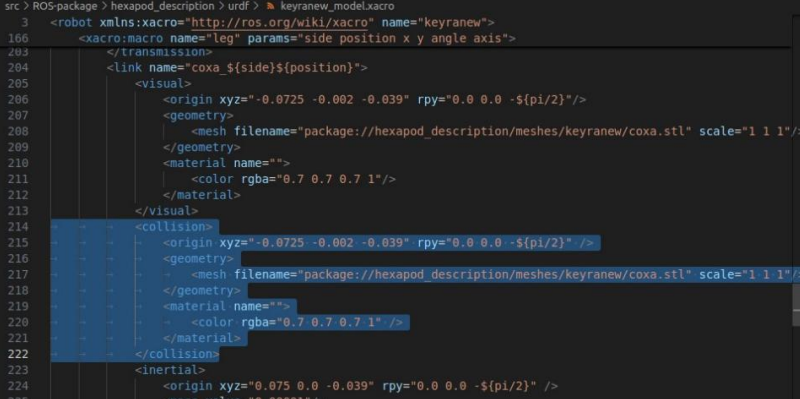 src > ROS-package > hexapod_description > urdf > keyranew_model.xacro
3 <robot xmlns:xacro="http://ros.org/wiki/xacro" name="keyranew">
166 <xacro:macro name="leg" params="side position x y angle axis">
203 </transmission>
204 <link name="coxa_${side}${position}">
205 <visual>
206 <origin xyz="-0.0725 -0.002 -0.039" rpy="0.0 0.0 -${pi/2}"/>
207 <geometry>
208 <mesh filename="package://hexapod_description/meshes/keyranew/coxa.stl" scale="1 1 1"/
209 </geometry>
210 <material name="">
211 <color rgba="0.7 0.7 0.7 1"/>
212 </material>
213 </visual>
214 <collision>
215 <origin xyz="-0.0725 -0.002 -0.039" rpy="0.0 0.0 -${pi/2}" />
216 <geometry>
217 <mesh filename="package://hexapod_description/meshes/keyranew/coxa.stl" scale="1 1 1"/
218 </geometry>
219 <material name="">
220 <color rgba="0.7 0.7 0.7 1" />
221 </material>
222 </collision>
223 <inertial>
224 <origin xyz="0.075 0.0 -0.039" rpy="0.0 0.0 -${pi/2}" />